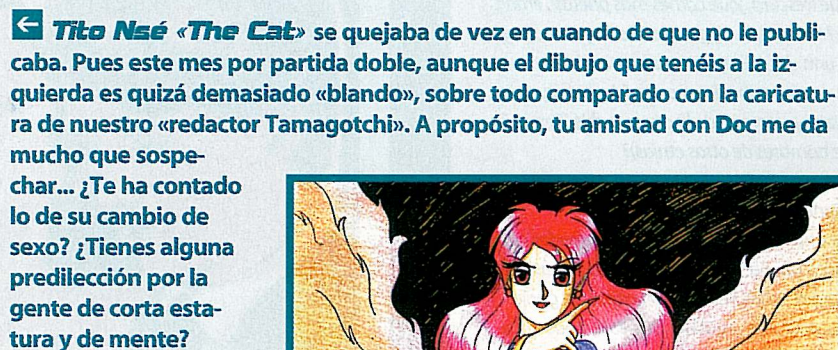 ← Tito Nsé «The Cat» se quejaba de vez en cuando de que no le publi-
caba. Pues este mes por partida doble, aunque el dibujo que tenéis a la iz-
quierda es quizá demasiado «blando», sobre todo comparado con la caricatu-
ra de nuestro «redactor Tamagotchi». A propósito, tu amistad con Doc me da
mucho que sospe-
char... ¿Te ha contado
lo de su cambio de
sexo? ¿Tienes alguna
predilección por la
gente de corta esta-
tura y de mente?